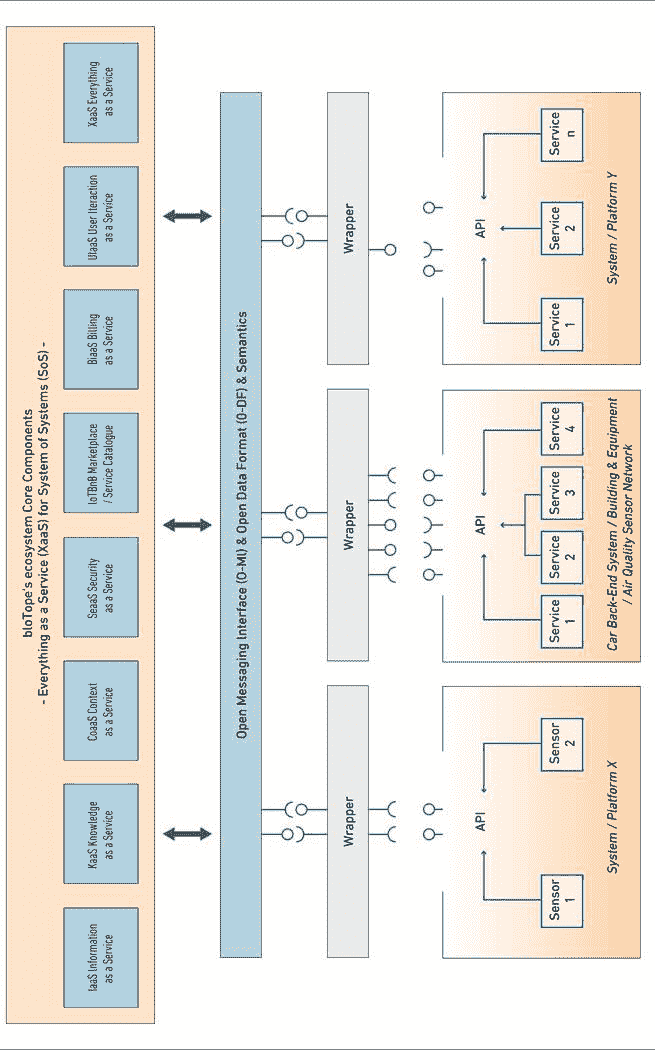 bIoTope's ecosystem Core Components
- Everything as a Service (XaaS) for System of Systems (SoS) -
IaaS Information
as a Service
KaaS Knowledge
as a Service
CoaaS Context
as a Service
SeaaS Security
as a Service
IoTBnB Marketplace
/ Service Catalogue
BiaaS Billing
as a Service
UIaaS User Iteraction
as a Service
XaaS Everything
as a Service
Open Messaging Interface (O-MI) & Open Data Format (O-DF) & Semantics
Wrapper
Wrapper
Wrapper
API
Sensor
1
Sensor
2
System / Platform X
API
Service
1
Service
2
Service
3
Service
4
Car Back-End System / Building & Equipment
/ Air Quality Sensor Network
API
Service
1
Service
2
Service
n
System / Platform Y